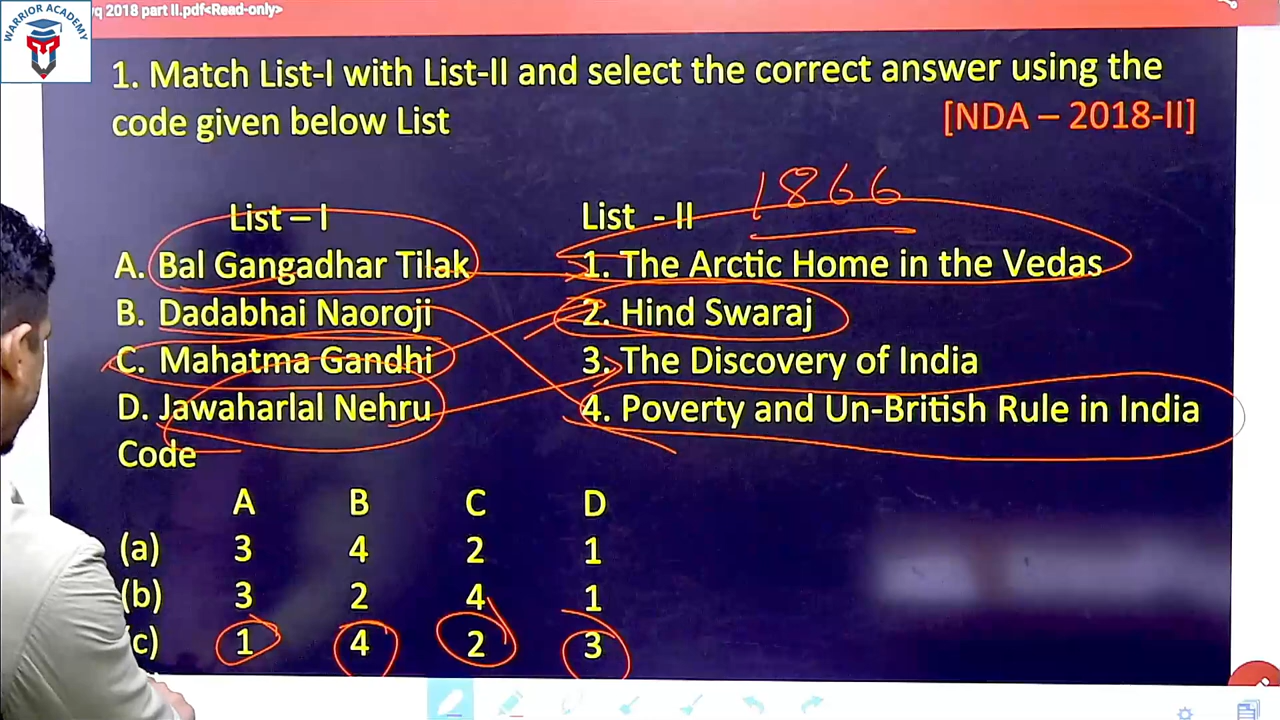 WARRIOR ACADEMY
yq 2018 part II.pdf<Read-only>
1. Match List-I with List-II and select the correct answer using the
code given below List
[NDA – 2018-II]
1866
List – I List - II
A. Bal Gangadhar Tilak 1. The Arctic Home in the Vedas
B. Dadabhai Naoroji 2. Hind Swaraj
C. Mahatma Gandhi 3. The Discovery of India
D. Jawaharlal Nehru 4. Poverty and Un-British Rule in India
Code
A B C D
(a) 3 4 2 1
(b) 3 2 4 1
(c) 1 4 2 3